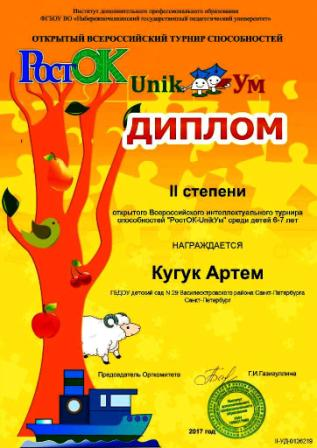 Институт дополнительного профессионального образования
ФГБОУ ВО «Набережночелнинский государственный педагогический университет»
ОТКРЫТЫЙ ВСЕРОССИЙСКИЙ ТУРНИР СПОСОБНОСТЕЙ
РостОК
Unik Ум
ДИПЛОМ
II степени
открытого Всероссийского интеллектуального турнира
способностей "РостОК-UnikУм" среди детей 6-7 лет
НАГРАЖДАЕТСЯ
Кугук Артем
ГБДОУ детский сад N 29 Василеостровского района Санкт-Петербурга
Санкт-Петербург
Председатель Оргкомитета
Г.И.Газизуллина
2017 год
II-УД-0126219